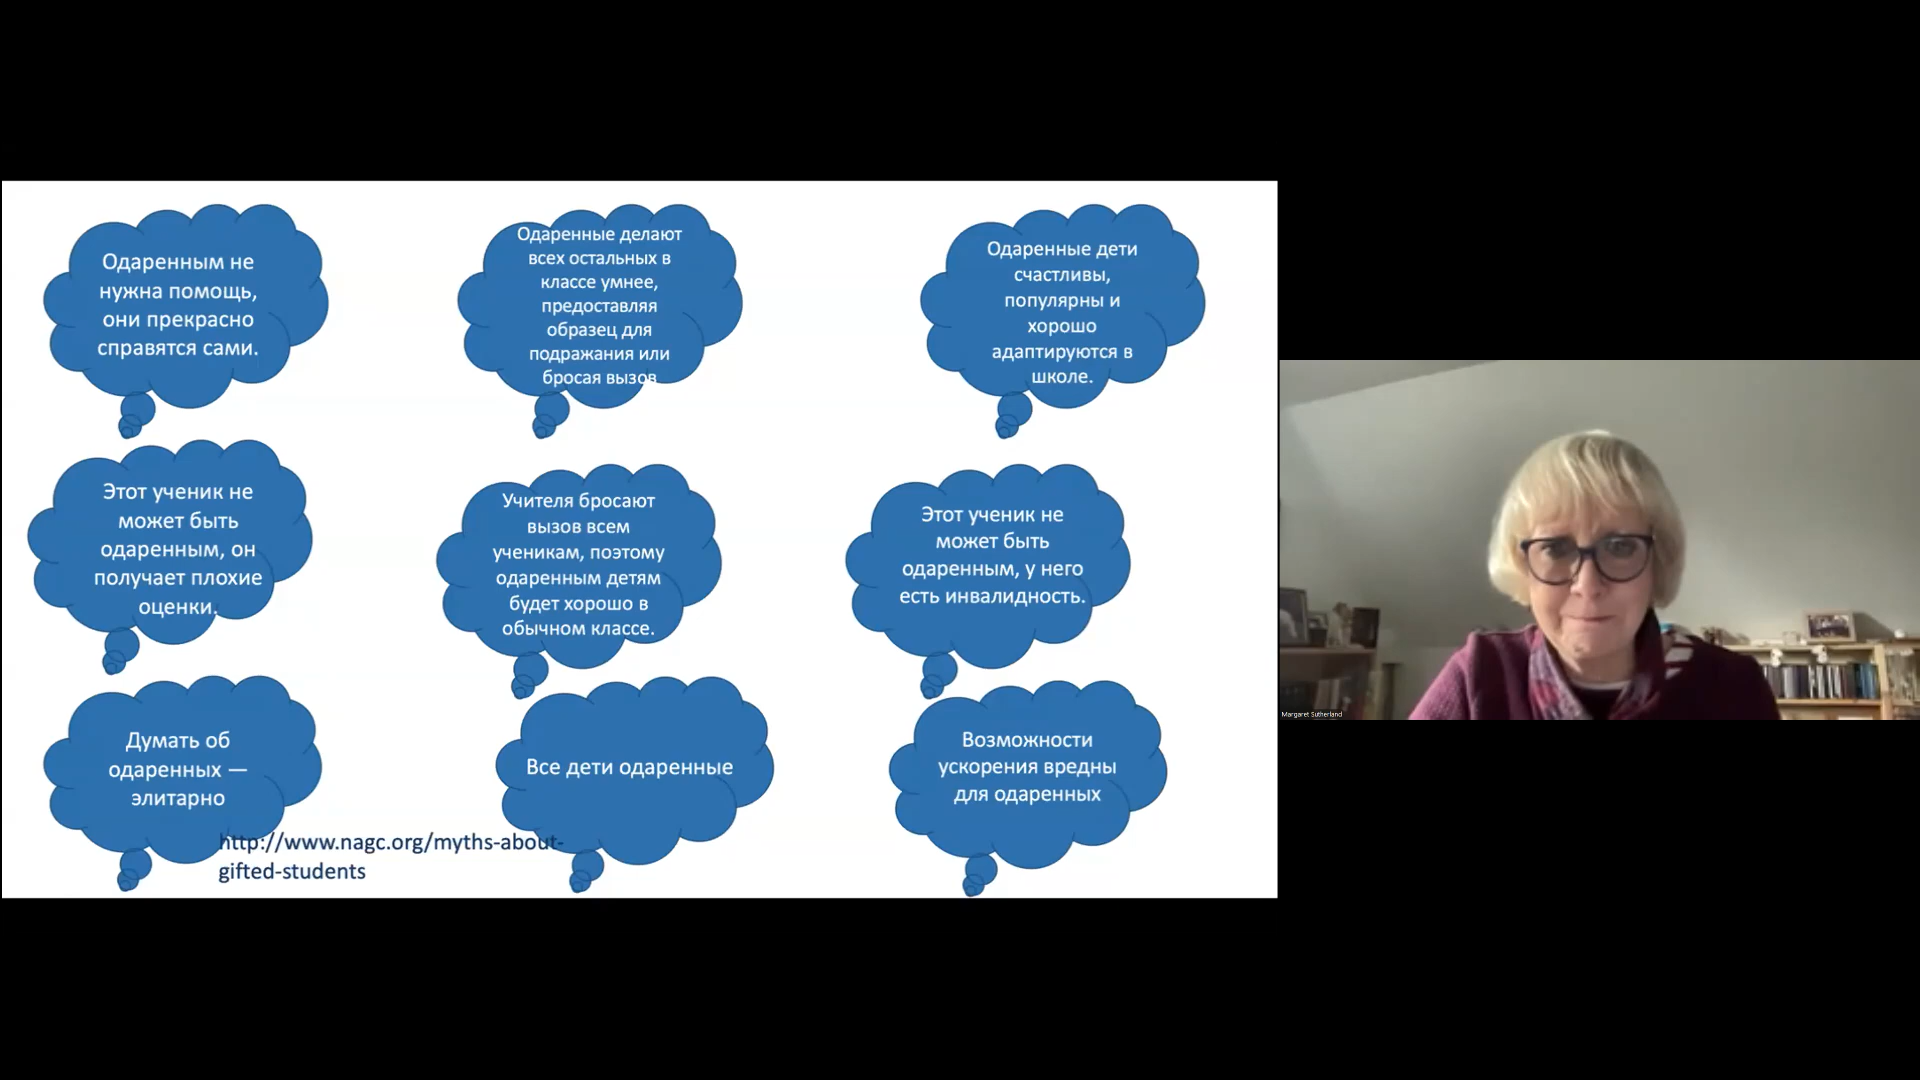 Одаренным не
нужна помощь,
они прекрасно
справятся сами.
Одаренные делают
всех остальных в
классе умнее,
предоставляя
образец для
подражания или
бросая вызов
Одаренные дети
счастливы,
популярны и
хорошо
адаптируются в
школе.
Этот ученик не
может быть
одаренным, он
получает плохие
оценки.
Учителя бросают
вызов всем
ученикам, поэтому
одаренным детям
будет хорошо в
обычном классе.
Этот ученик не
может быть
одаренным, у него
есть инвалидность.
Думать об
одаренных —
элитарно
Все дети одаренные
Возможности
ускорения вредны
для одаренных
http://www.nagc.org/myths-about-
gifted-students
Margaret Sutherland